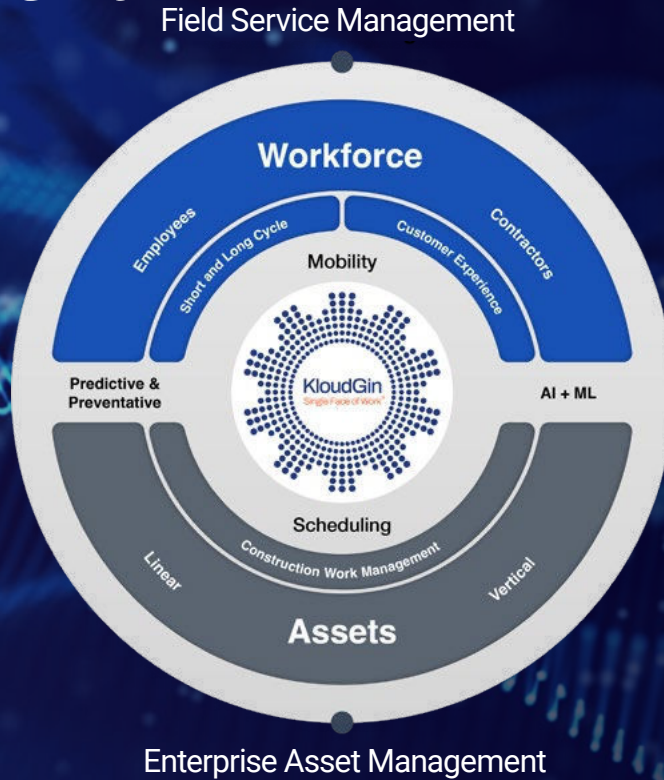 Field Service Management
Workforce
Employees
Contractors
Short and Long Cycle
Customer Experience
Mobility
Predictive &
Preventative
KloudGin
Single Face of Work
AI + ML
Scheduling
Construction Work Management
Linear
Vertical
Assets
Enterprise Asset Management